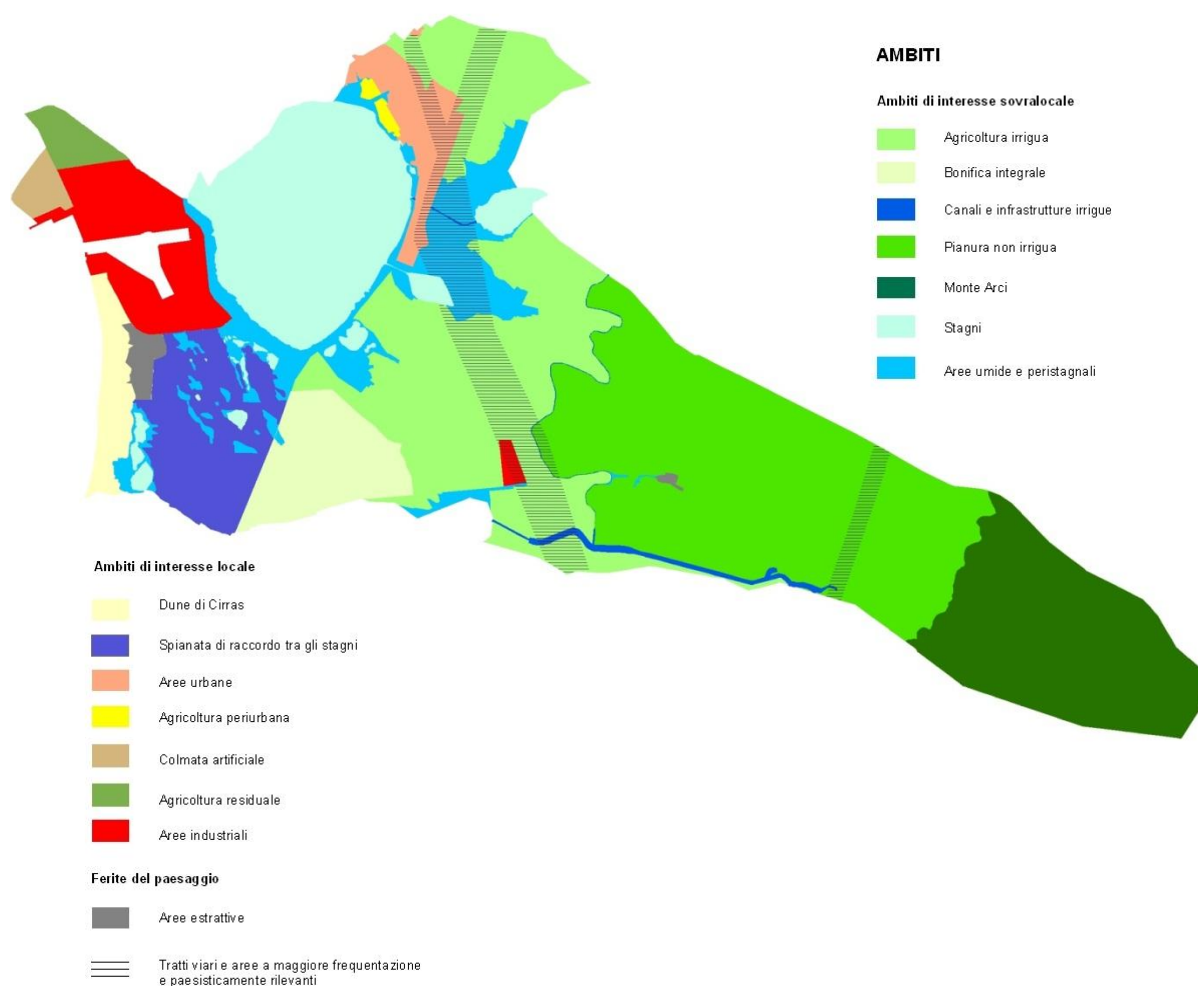 AMBITI
Ambiti di interesse sovralocale
Agricoltura irrigua
Bonifica integrale
Canali e infrastrutture irrigue
Pianura non irrigua
Monte Arci
Stagni
Aree umide e peristagnali
Ambiti di interesse locale
Dune di Cirras
Spianata di raccordo tra gli stagni
Aree urbane
Agricoltura periurbana
Colmata artificiale
Agricoltura residuale
Aree industriali
Ferite del paesaggio
Aree estrattive
Tratti viari e aree a maggiore frequentazione
e paesisticamente rilevanti